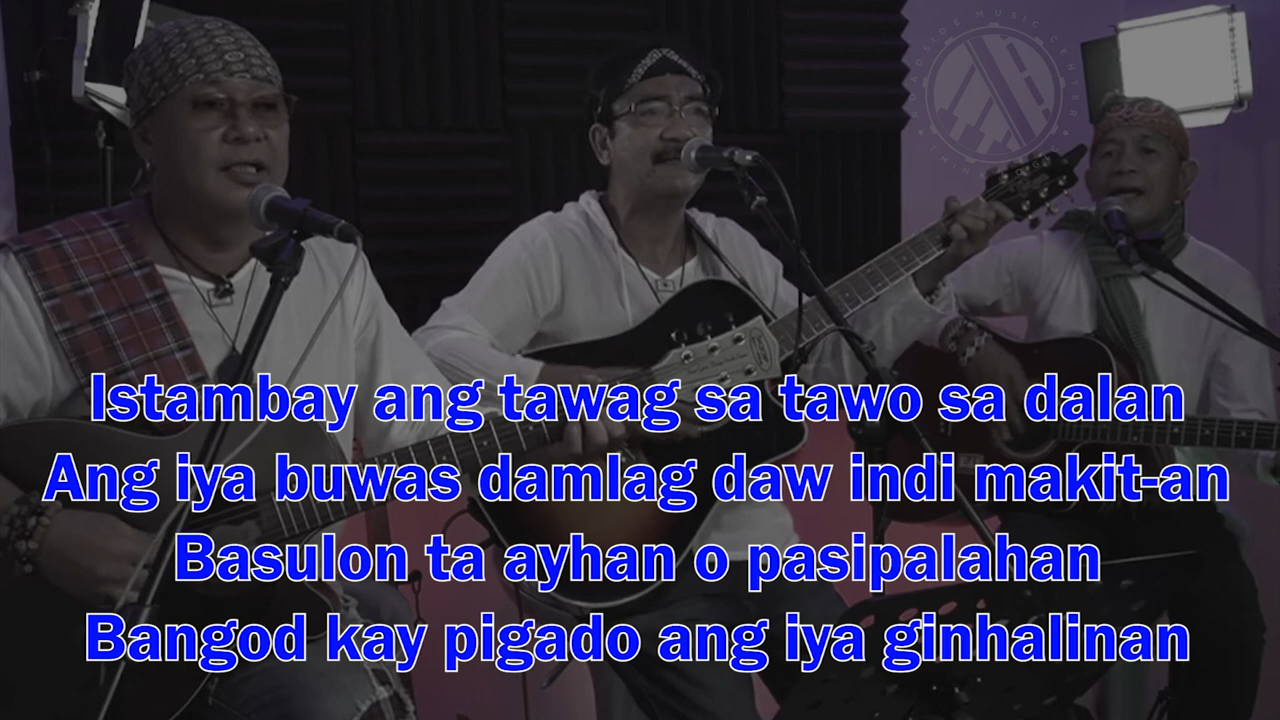 Istambay ang tawag sa tawo sa dalan
Ang iya buwas damlag daw indi makit-an
Basulon ta ayhan o pasipalahan
Bangod kay pigado ang iya ginhalinan